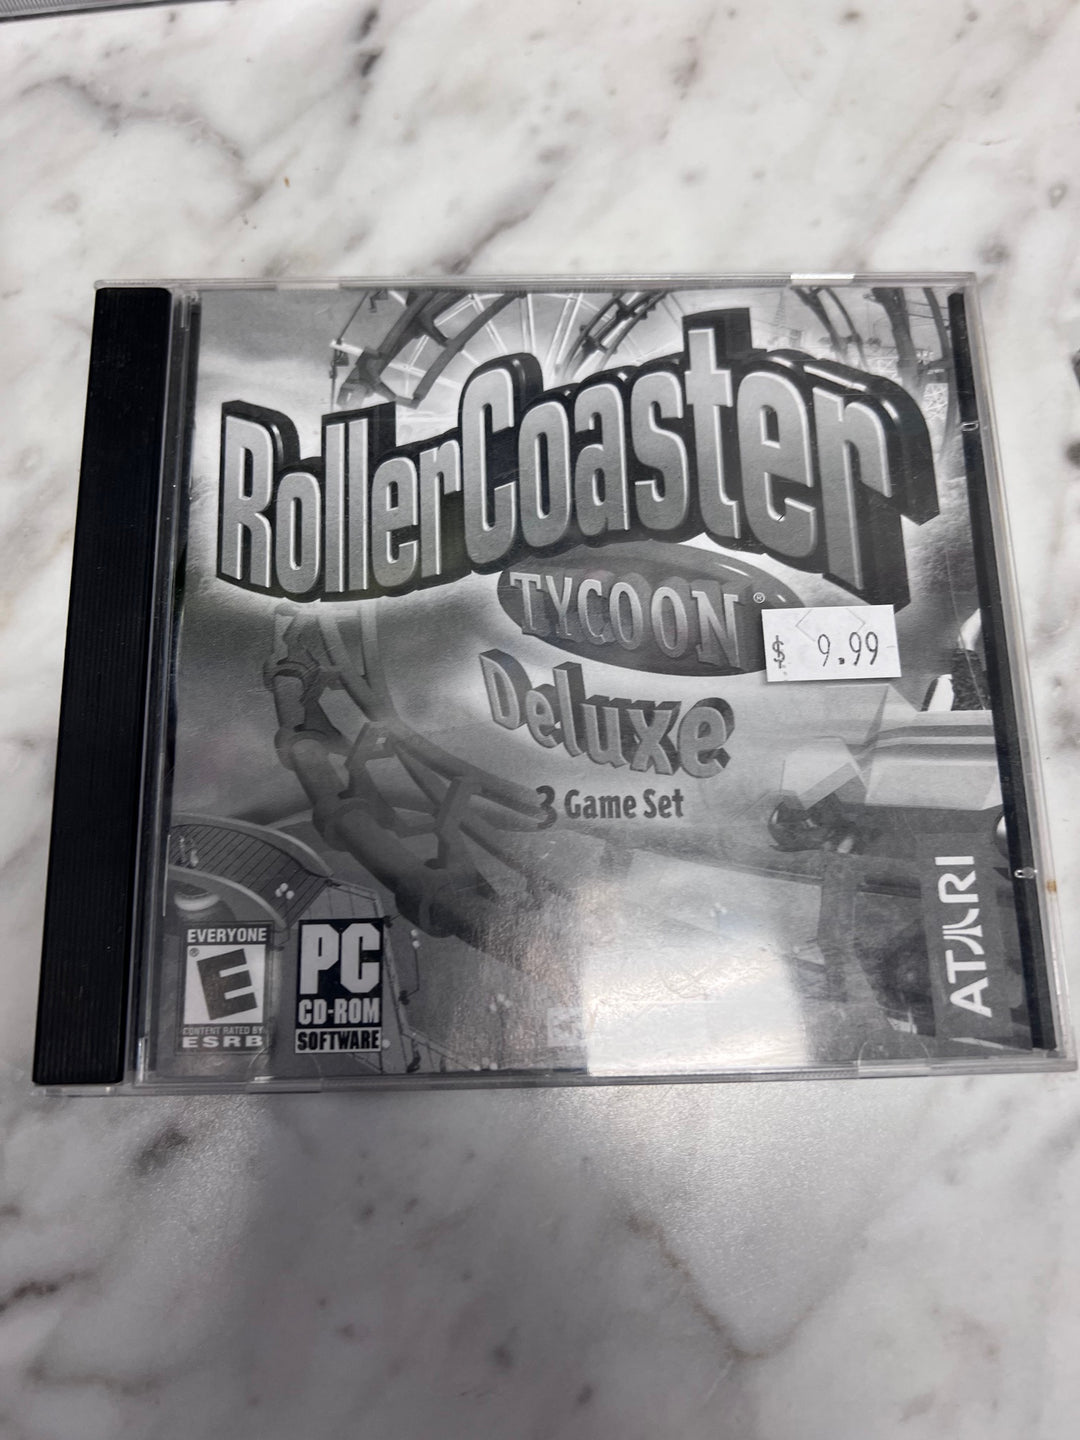 RollerCoaster
TYCOON®
$ 9.99
Deluxe
3 Game Set
ATARI
EVERYONE
E
®
CONTENT RATED BY
ESRB
PC
CD-ROM
SOFTWARE